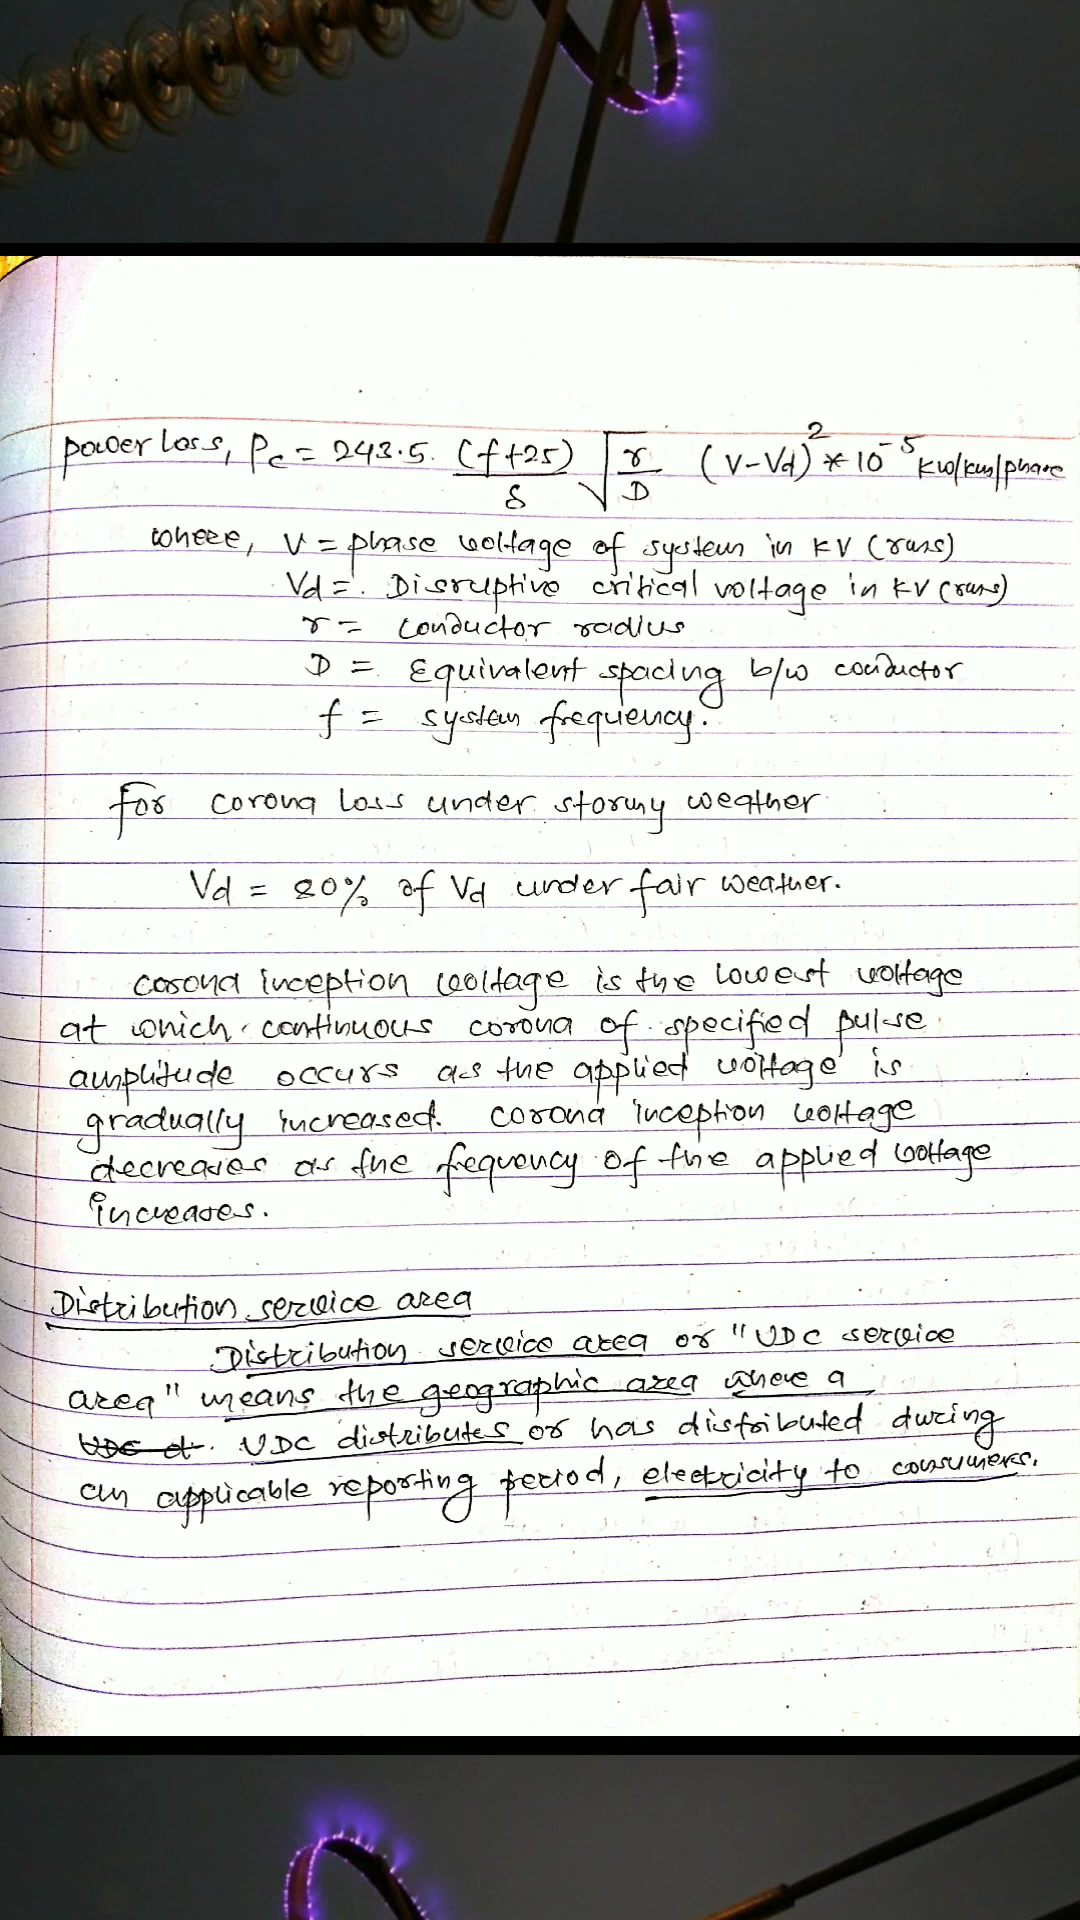 Power Loss, Pc = 243.5. (f+25)/δ √(r/D) (V-Vd)² * 10⁻⁵ kW/km/phase
where, V = phase voltage of system in kV (rms)
Vd = Disruptive critical voltage in kV (rms)
r = conductor radius
D = Equivalent spacing b/w conductor
f = system frequency.
For corona loss under stormy weather
Vd = 80% of Vd under fair weather.
corona inception voltage is the lowest voltage
at which continuous corona of specified pulse
amplitude occurs as the applied voltage is
gradually increased. corona inception voltage
decreases as the frequency of the applied voltage
increases.
Distribution service area
Distribution service area or "UDC service
area" means the geographic area where a
UDC distributes or has distributed during
an applicable reporting period, electricity to consumers.